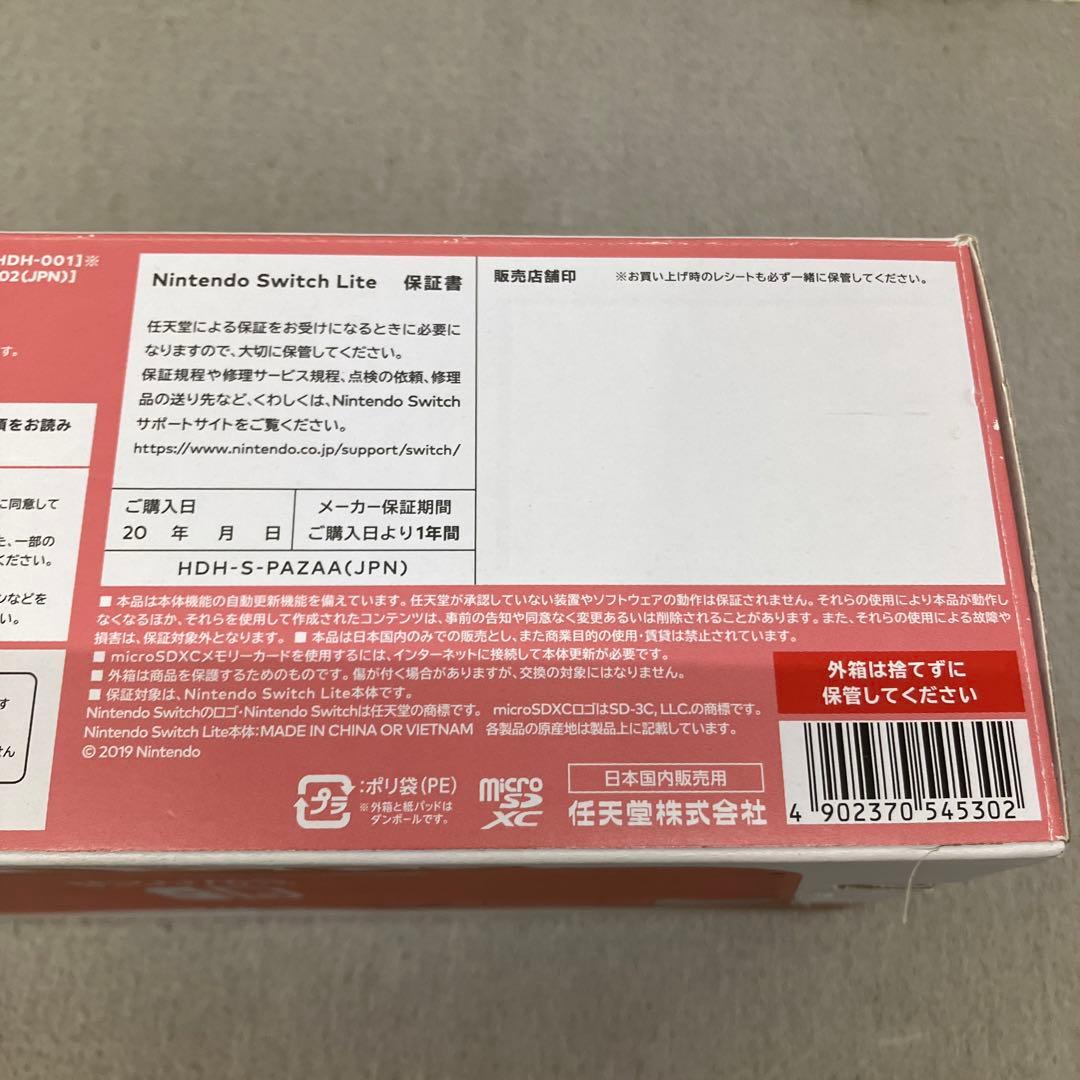 HDH-001]※
02(JPN)]
す。
項をお読み
に同意して
た、一部の
ください。
ンなどを
い。
す
せん
Nintendo Switch Lite 保証書
任天堂による保証をお受けになるときに必要に
なりますので、大切に保管してください。
保証規程や修理サービス規程、点検の依頼、修理
品の送り先など、くわしくは、Nintendo Switch
サポートサイトをご覧ください。
https://www.nintendo.co.jp/support/switch/
ご購入日
20 年 月 日
メーカー保証期間
ご購入日より1年間
HDH-S-PAZAA(JPN)
販売店舗印 ※お買い上げ時のレシートも必ず一緒に保管してください。
■ 本品は本体機能の自動更新機能を備えています。任天堂が承認していない装置やソフトウェアの動作は保証されません。それらの使用により本品が動作し
なくなるほか、それらを使用して作成されたコンテンツは、事前の告知や同意なく変更あるいは削除されることがあります。また、それらの使用による故障や
損害は、保証対象外となります。 ■ 本品は日本国内のみでの販売とし、また商業目的の使用・賃貸は禁止されています。
■ microSDXCメモリーカードを使用するには、インターネットに接続して本体更新が必要です。
■ 外箱は商品を保護するためのものです。傷が付く場合がありますが、交換の対象にはなりません。
■ 保証対象は、Nintendo Switch Lite本体です。
Nintendo Switchのロゴ・Nintendo Switchは任天堂の商標です。 microSDXCロゴはSD-3C, LLC.の商標です。
Nintendo Switch Lite本体：MADE IN CHINA OR VIETNAM 各製品の原産地は製品上に記載しています。
© 2019 Nintendo
外箱は捨てずに
保管してください
プラ
:ポリ袋(PE)
※外箱と紙パッドは
ダンボールです。
micro
SD
XC
日本国内販売用
任天堂株式会社
4 902370 545302